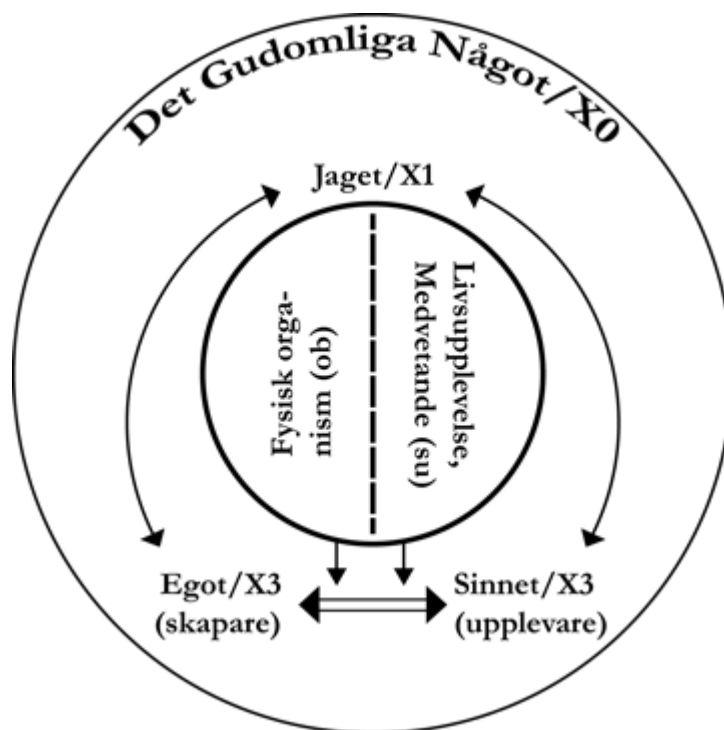 Det Gudomliga Något/X0
Jaget/X1
Fysisk orga-
nism (ob)
Livsupplevelse,
Medvetande (su)
Egot/X3
(skapare)
Sinnet/X3
(upplevare)